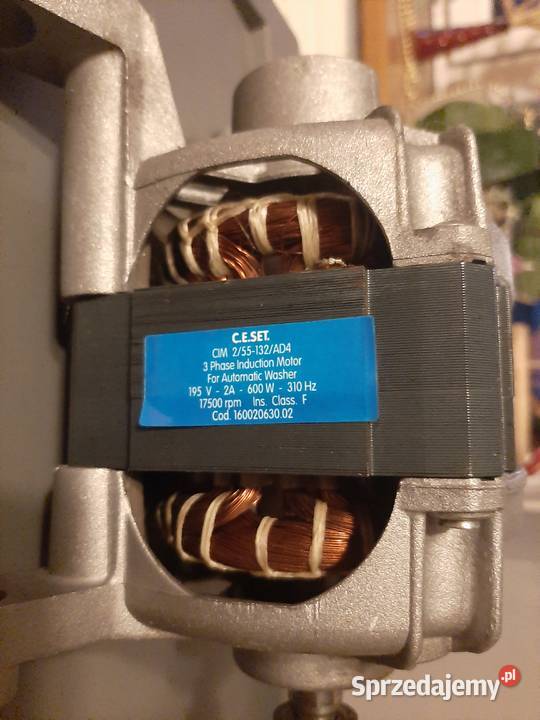 C.E.SET.
CIM 2/55-132/AD4
3 Phase Induction Motor
For Automatic Washer
195 V - 2A - 600 W - 310 Hz
17500 rpm Ins. Class. F
Cod. 160020630.02
Sprzedajemy.pl